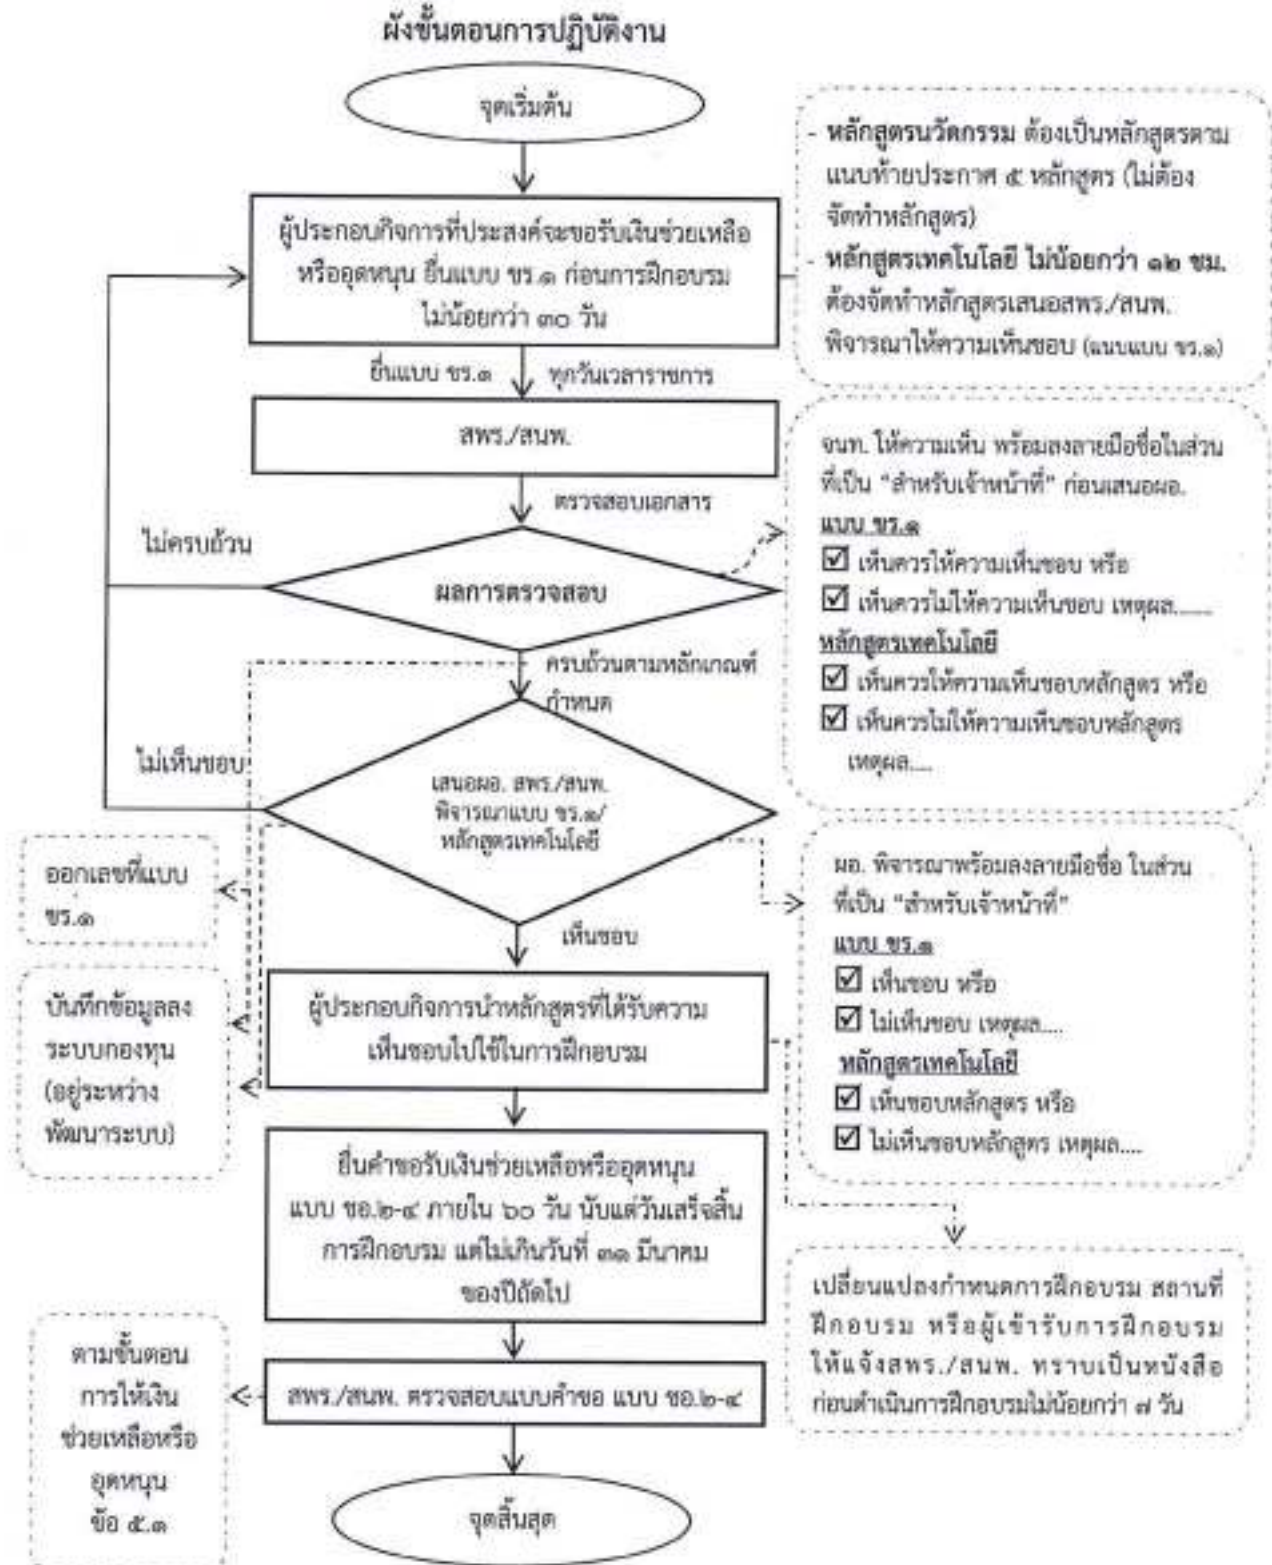 ผังขั้นตอนการปฏิบัติงาน
จุดเริ่มต้น
- หลักสูตรนวัตกรรม ต้องเป็นหลักสูตรตาม
แนบท้ายประกาศ ๕ หลักสูตร (ไม่ต้อง
จัดทำหลักสูตร)
- หลักสูตรเทคโนโลยี ไม่น้อยกว่า ๑๒ ชม.
ต้องจัดทำหลักสูตรเสนอสพร./สนพ.
พิจารณาให้ความเห็นชอบ (แนบแบบ ขร.๑)
ผู้ประกอบกิจการที่ประสงค์จะขอรับเงินช่วยเหลือ
หรืออุดหนุน ยื่นแบบ ขร.๑ ก่อนการฝึกอบรม
ไม่น้อยกว่า ๓๐ วัน
ยื่นแบบ ขร.๑ ทุกวันเวลาราชการ
สพร./สนพ.
ตรวจสอบเอกสาร
จนท. ให้ความเห็น พร้อมลงลายมือชื่อในส่วน
ที่เป็น "สำหรับเจ้าหน้าที่" ก่อนเสนอผอ.
แบบ ขร.๑
☑ เห็นควรให้ความเห็นชอบ หรือ
☑ เห็นควรไม่ให้ความเห็นชอบ เหตุผล.......
หลักสูตรเทคโนโลยี
☑ เห็นควรให้ความเห็นชอบหลักสูตร หรือ
☑ เห็นควรไม่ให้ความเห็นชอบหลักสูตร
เหตุผล....
ไม่ครบถ้วน
ผลการตรวจสอบ
ครบถ้วนตามหลักเกณฑ์
กำหนด
ไม่เห็นชอบ
เสนอผอ. สพร./สนพ.
พิจารณาแบบ ขร.๑/
หลักสูตรเทคโนโลยี
ออกเลขที่แบบ
ขร.๑
เห็นชอบ
ผอ. พิจารณาพร้อมลงลายมือชื่อ ในส่วน
ที่เป็น "สำหรับเจ้าหน้าที่"
แบบ ขร.๑
☑ เห็นชอบ หรือ
☑ ไม่เห็นชอบ เหตุผล....
หลักสูตรเทคโนโลยี
☑ เห็นชอบหลักสูตร หรือ
☑ ไม่เห็นชอบหลักสูตร เหตุผล....
บันทึกข้อมูลลง
ระบบกองทุน
(อยู่ระหว่าง
พัฒนาระบบ)
ผู้ประกอบกิจการนำหลักสูตรที่ได้รับความ
เห็นชอบไปใช้ในการฝึกอบรม
ยื่นคำขอรับเงินช่วยเหลือหรืออุดหนุน
แบบ ขอ.๒-๔ ภายใน ๖๐ วัน นับแต่วันเสร็จสิ้น
การฝึกอบรม แต่ไม่เกินวันที่ ๓๑ มีนาคม
ของปีถัดไป
เปลี่ยนแปลงกำหนดการฝึกอบรม สถานที่
ฝึกอบรม หรือผู้เข้ารับการฝึกอบรม
ให้แจ้งสพร./สนพ. ทราบเป็นหนังสือ
ก่อนดำเนินการฝึกอบรมไม่น้อยกว่า ๗ วัน
ตามขั้นตอน
การให้เงิน
ช่วยเหลือหรือ
อุดหนุน
ข้อ ๕.๑
สพร./สนพ. ตรวจสอบแบบคำขอ แบบ ขอ.๒-๔
จุดสิ้นสุด